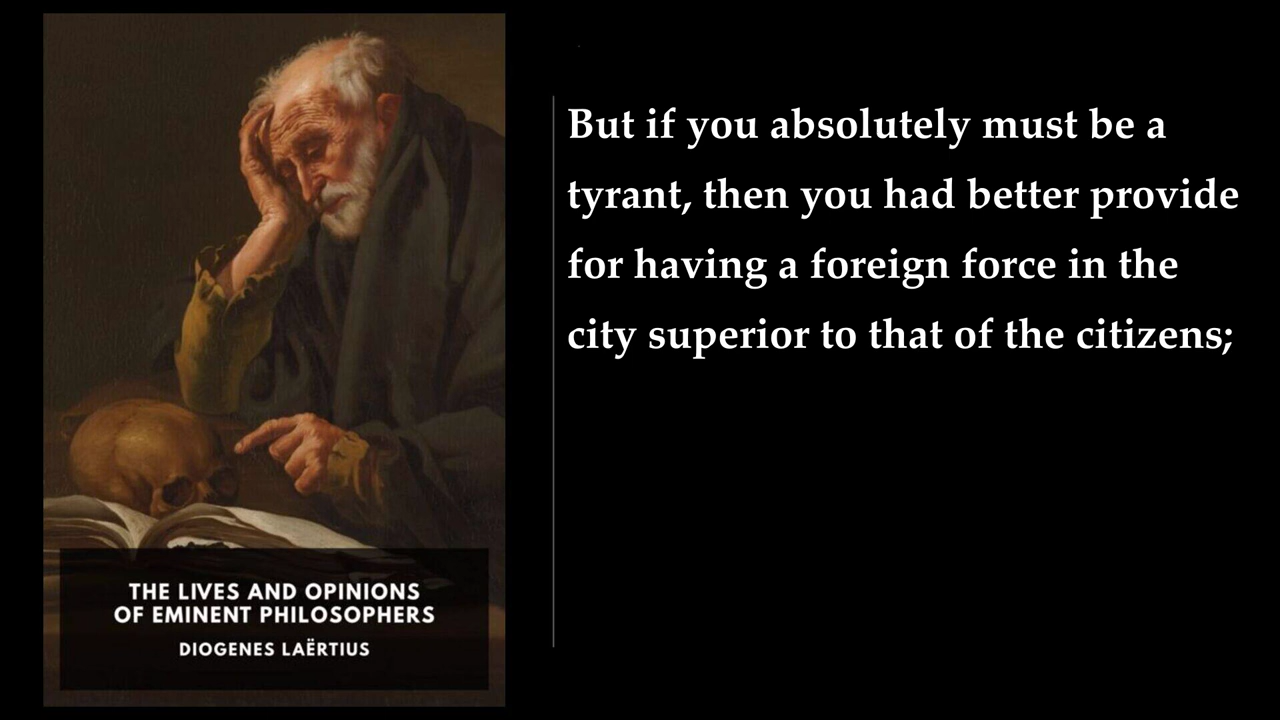 THE LIVES AND OPINIONS
OF EMINENT PHILOSOPHERS
DIOGENES LAËRTIUS
But if you absolutely must be a
tyrant, then you had better provide
for having a foreign force in the
city superior to that of the citizens;